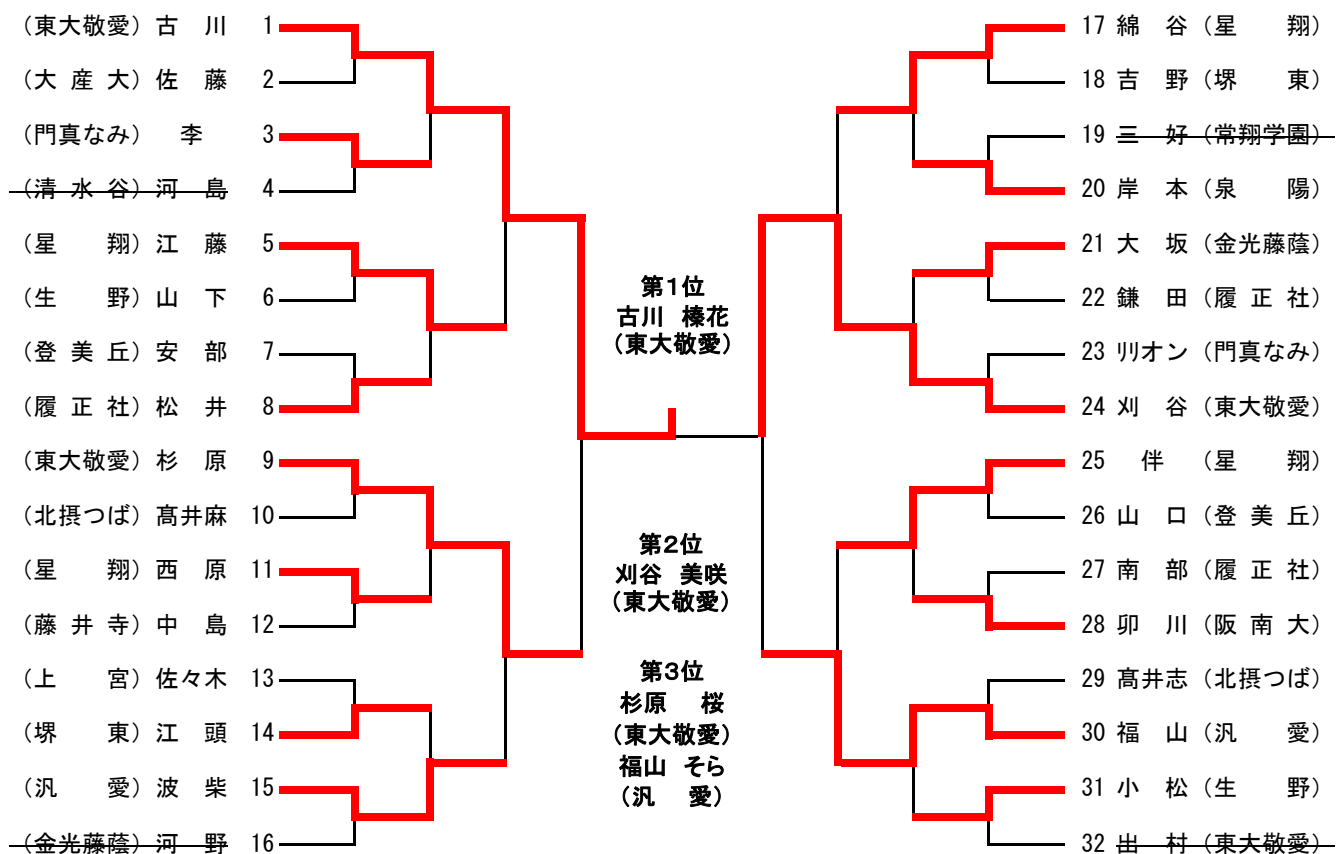 (東大敬愛) 古 川 1
(大 産 大) 佐 藤 2
(門真なみ) 李 3
(清 水 谷) 河 島 4
(星 翔) 江 藤 5
(生 野) 山 下 6
(登 美 丘) 安 部 7
(履 正 社) 松 井 8
(東大敬愛) 杉 原 9
(北摂つば) 髙井麻 10
(星 翔) 西 原 11
(藤 井 寺) 中 島 12
(上 宮) 佐々木 13
(堺 東) 江 頭 14
(汎 愛) 波 柴 15
(金光藤蔭) 河 野 16
第1位
古川 榛花
(東大敬愛)
第2位
刈谷 美咲
(東大敬愛)
第3位
杉原 桜
(東大敬愛)
福山 そら
(汎 愛)
17 綿 谷 (星 翔)
18 吉 野 (堺 東)
19 三 好 (常翔学園)
20 岸 本 (泉 陽)
21 大 坂 (金光藤蔭)
22 鎌 田 (履 正 社)
23 リリオン (門真なみ)
24 刈 谷 (東大敬愛)
25 伴 (星 翔)
26 山 口 (登 美 丘)
27 南 部 (履 正 社)
28 卯 川 (阪 南 大)
29 髙井志 (北摂つば)
30 福 山 (汎 愛)
31 小 松 (生 野)
32 出 村 (東大敬愛)